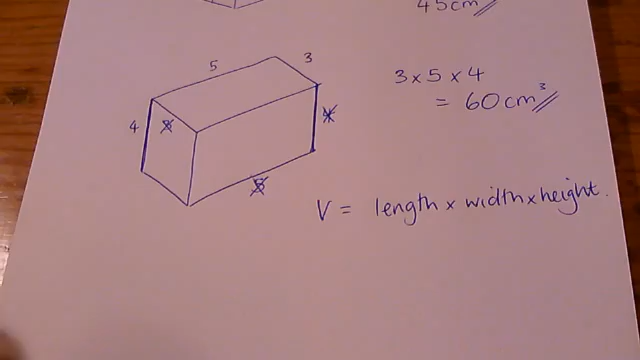 45cm
5
3
3 x 5 x 4
= 60cm³
4
V = length x width x height.